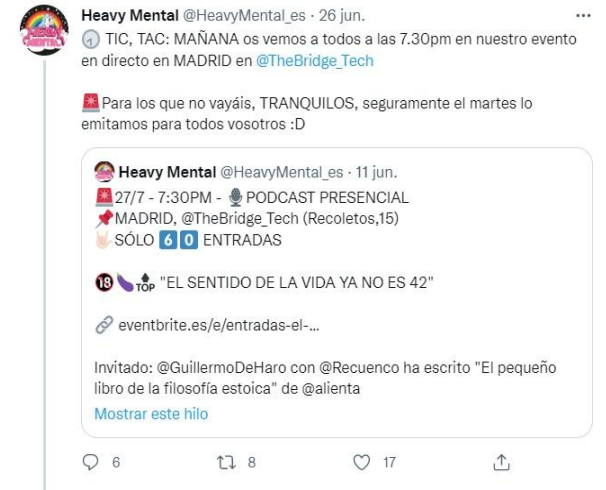 Heavy Mental @HeavyMental_es · 26 jun.
🕢 TIC, TAC: MAÑANA os vemos a todos a las 7.30pm en nuestro evento
en directo en MADRID en @TheBridge_Tech
🚨Para los que no vayáis, TRANQUILOS, seguramente el martes lo
emitamos para todos vosotros :D
Heavy Mental @HeavyMental_es · 11 jun.
🚨27/7 - 7:30PM - 🎙PODCAST PRESENCIAL
📌MADRID, @TheBridge_Tech (Recoletos,15)
🤟🏻SÓLO 6️⃣0️⃣ ENTRADAS
🔞🍆🔝 "EL SENTIDO DE LA VIDA YA NO ES 42"
🔗 eventbrite.es/e/entradas-el-...
Invitado: @GuillermoDeHaro con @Recuenco ha escrito "El pequeño
libro de la filosofía estoica" de @alienta
Mostrar este hilo
6 8 17